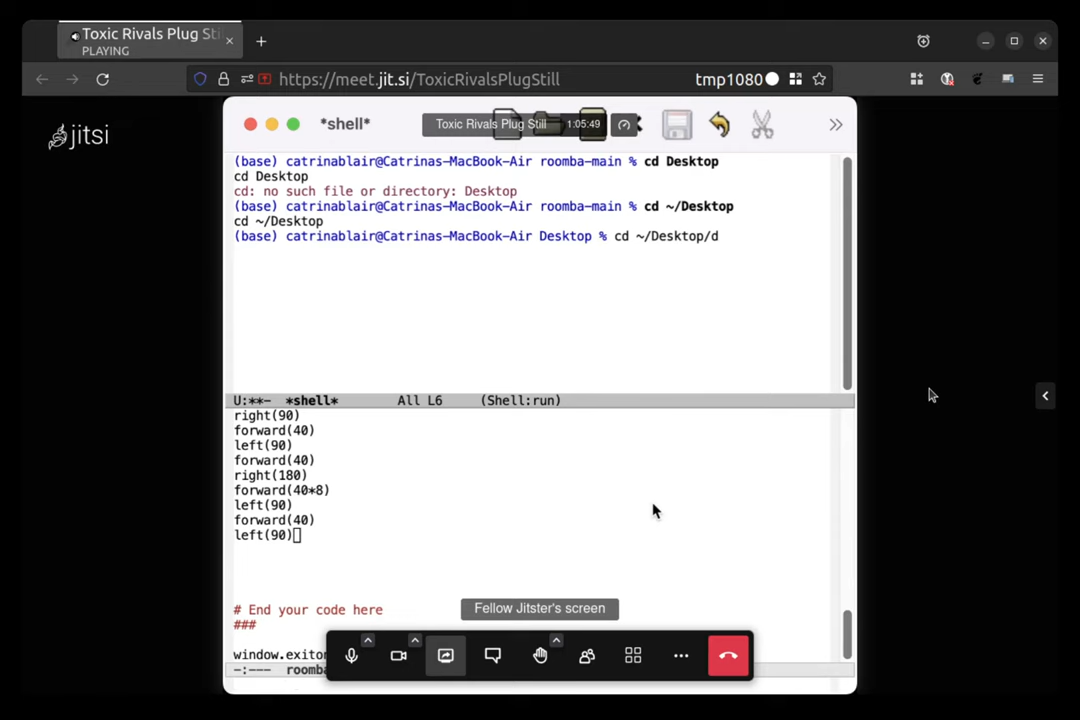 Toxic Rivals Plug Sti
PLAYING
https://meet.jit.si/ToxicRivalsPlugStill
tmp1080
jitsi
*shell*
Toxic Rivals Plug Still
1:05:49
(base) catrinablair@Catrinas-MacBook-Air roomba-main % cd Desktop
cd Desktop
cd: no such file or directory: Desktop
(base) catrinablair@Catrinas-MacBook-Air roomba-main % cd ~/Desktop
cd ~/Desktop
(base) catrinablair@Catrinas-MacBook-Air Desktop % cd ~/Desktop/d
U:**-  *shell*        All L6     (Shell:run)
right(90)
forward(40)
left(90)
forward(40)
right(180)
forward(40*8)
left(90)
forward(40)
left(90)
# End your code here
Fellow Jitster's screen
###
window.exiton
-:---  roomba